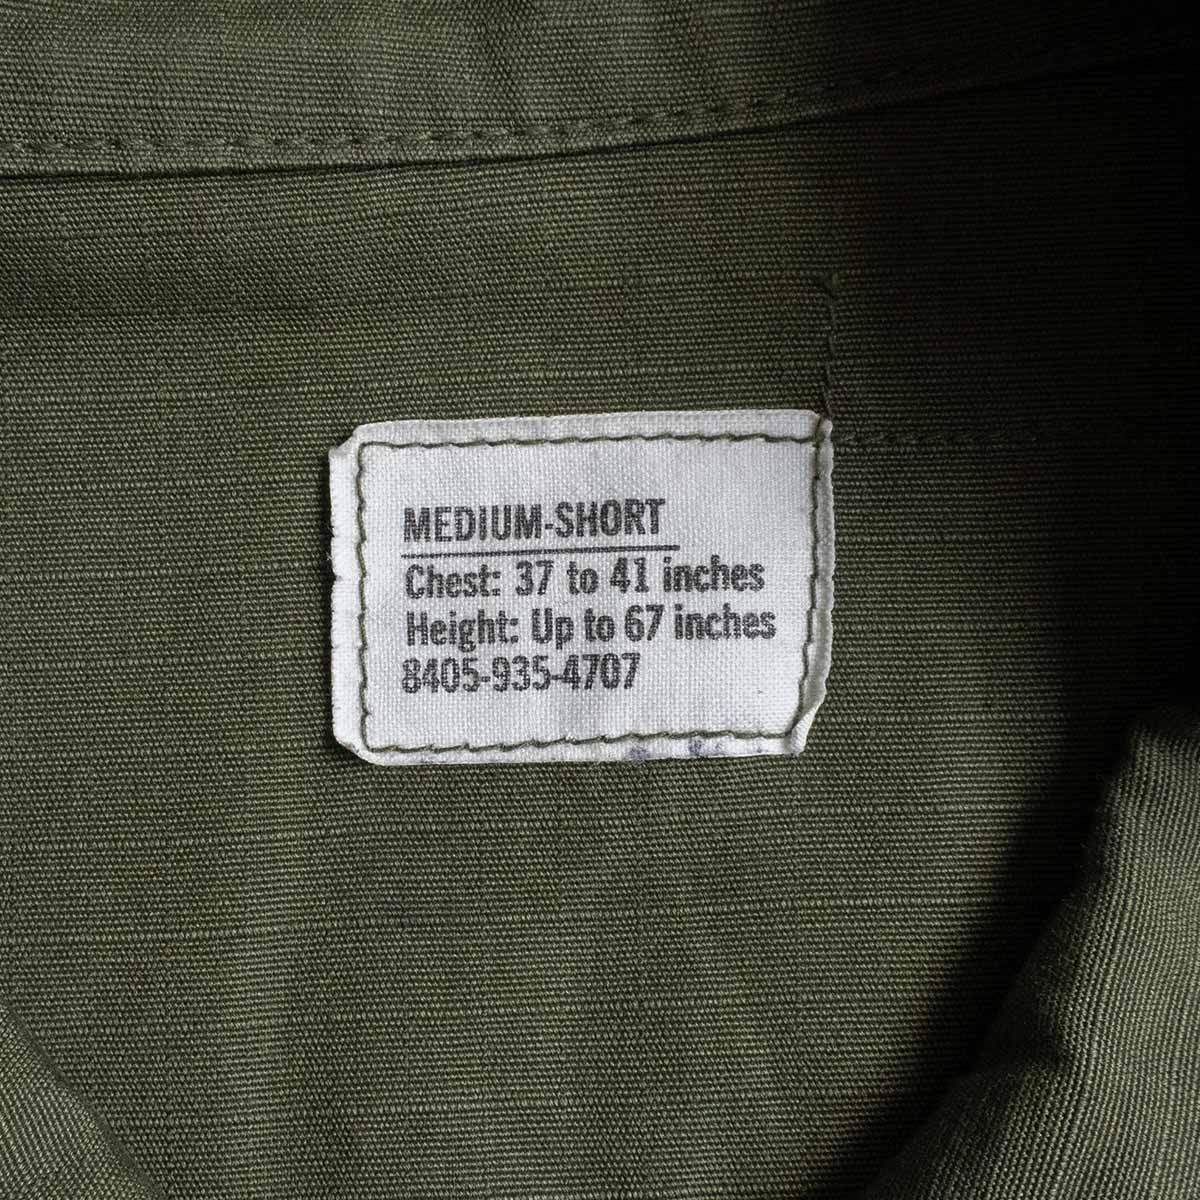 MEDIUM-SHORT
Chest: 37 to 41 inches
Height: Up to 67 inches
8405-935-4707